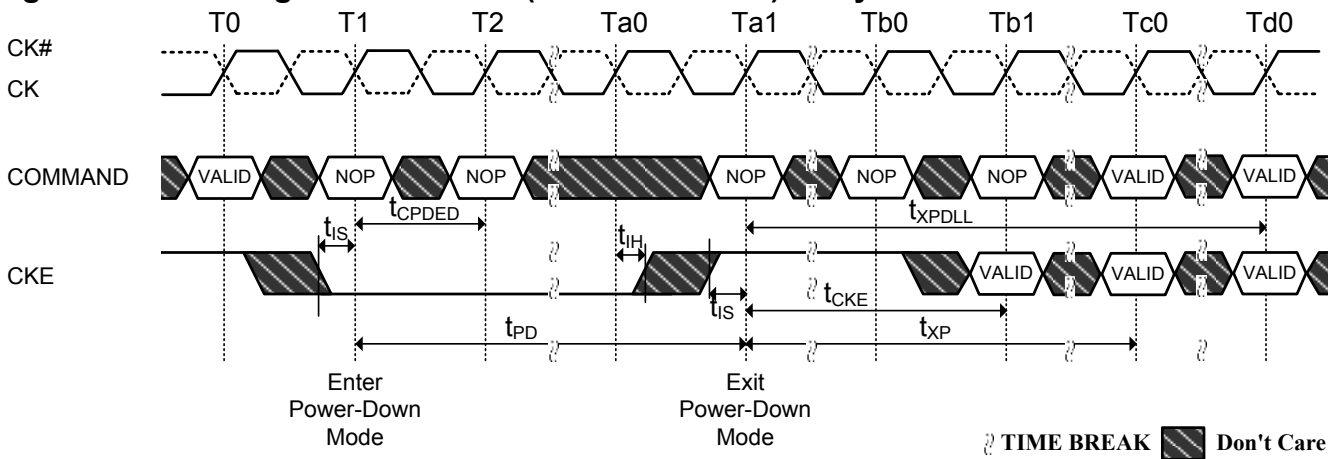 T0 T1 T2 Ta0 Ta1 Tb0 Tb1 Tc0 Td0
CK#
CK
COMMAND VALID NOP NOP NOP NOP NOP VALID VALID
tIS tCPDED tIH tXPDLL
CKE VALID VALID VALID
tIS tCKE
tPD tXP
Enter
Power-Down
Mode
Exit
Power-Down
Mode
TIME BREAK Don't Care